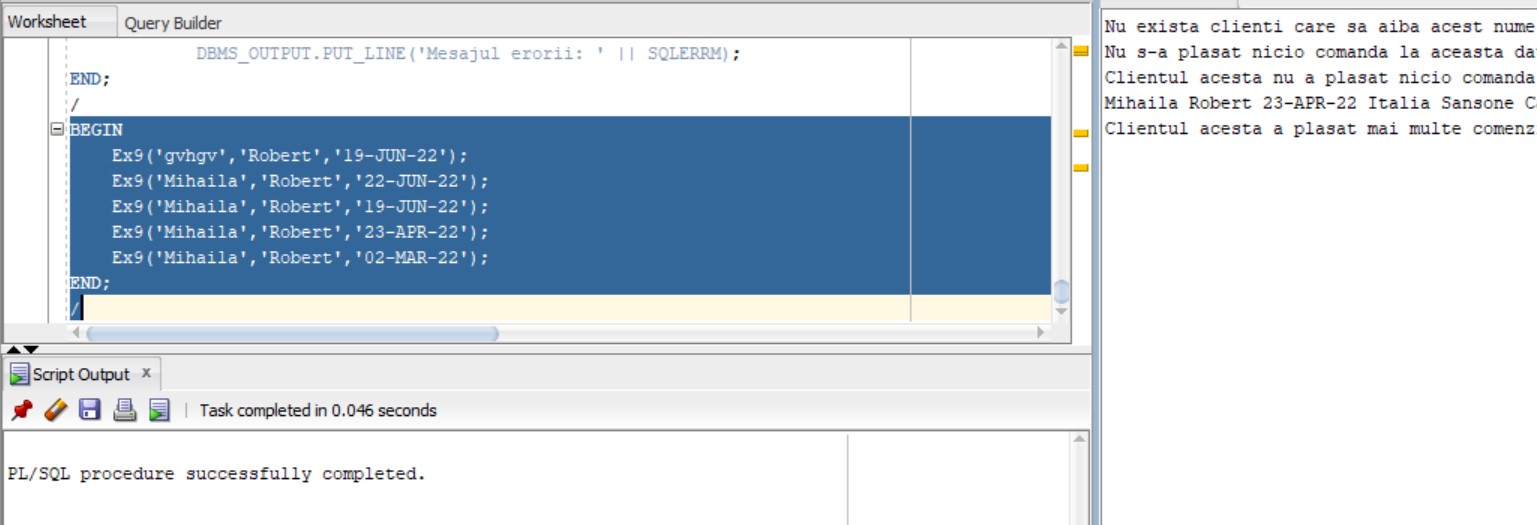 Worksheet Query Builder
DBMS_OUTPUT.PUT_LINE('Mesajul erorii: ' || SQLERRM);
END;
/
BEGIN
Ex9('gvhgv','Robert','19-JUN-22');
Ex9('Mihaila','Robert','22-JUN-22');
Ex9('Mihaila','Robert','19-JUN-22');
Ex9('Mihaila','Robert','23-APR-22');
Ex9('Mihaila','Robert','02-MAR-22');
END;
/
Script Output x
Task completed in 0.046 seconds
PL/SQL procedure successfully completed.
Nu exista clienti care sa aiba acest nume
Nu s-a plasat nicio comanda la aceasta
Clientul acesta nu a plasat nicio comanda
Mihaila Robert 23-APR-22 Italia Sansone
Clientul acesta a plasat mai multe